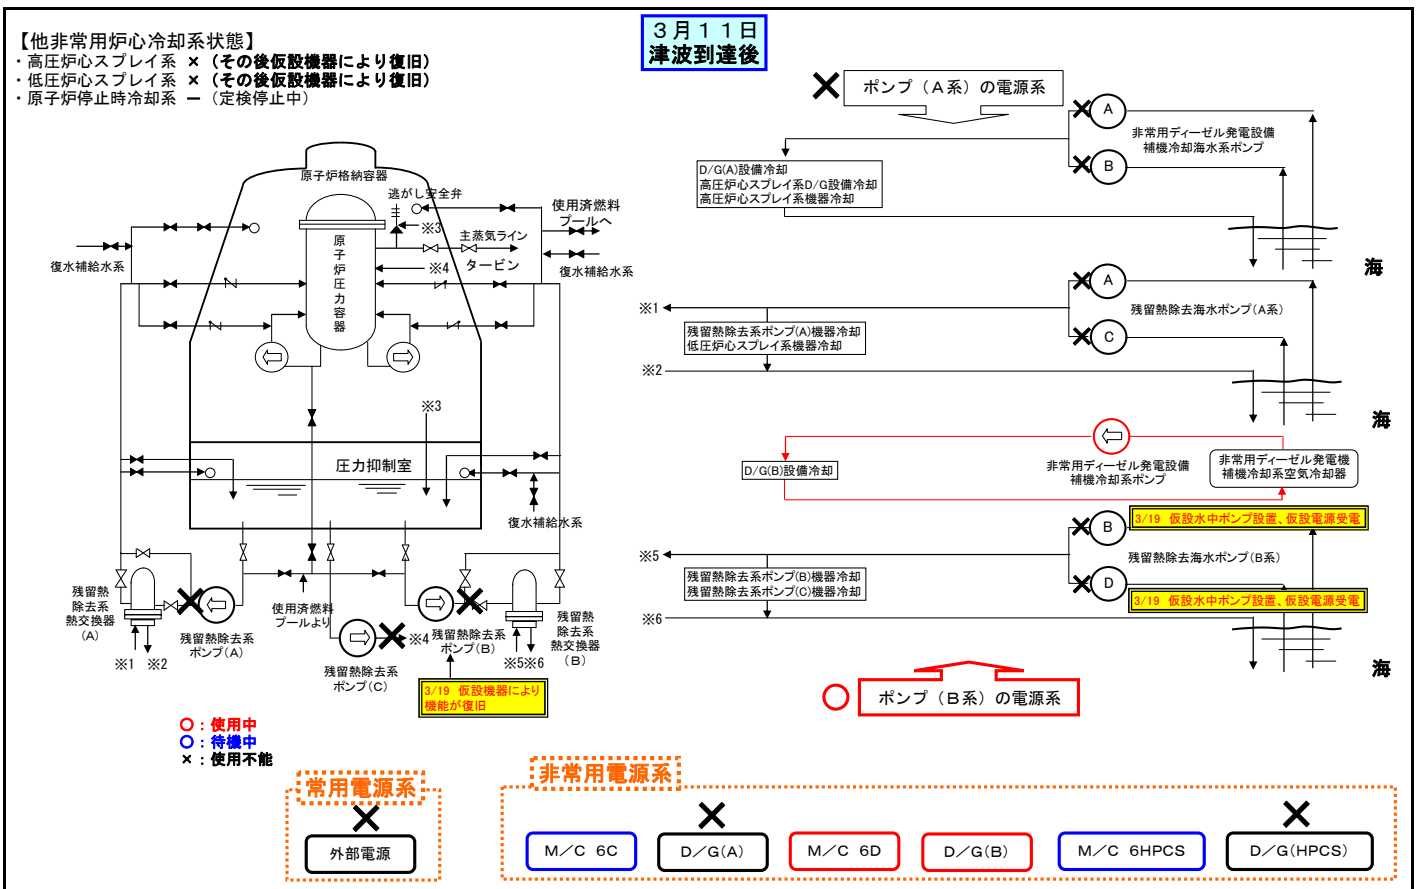 ３月１１日
津波到達後
【他非常用炉心冷却系状態】
・高圧炉心スプレイ系 × （その後仮設機器により復旧）
・低圧炉心スプレイ系 × （その後仮設機器により復旧）
・原子炉停止時冷却系 － （定検停止中）
ポンプ（Ａ系）の電源系
A
非常用ディーゼル発電設備
補機冷却海水系ポンプ
B
D/G(A)設備冷却
高圧炉心スプレイ系D/G設備冷却
高圧炉心スプレイ系機器冷却
海
原子炉格納容器
逃がし安全弁
使用済燃料
プールへ
※3
主蒸気ライン
タービン
※4
復水補給水系
復水補給水系
原子炉圧力容器
A
残留熱除去海水ポンプ(A系)
C
※1
残留熱除去系ポンプ(A)機器冷却
低圧炉心スプレイ系機器冷却
※2
海
※3
圧力抑制室
復水補給水系
D/G(B)設備冷却
非常用ディーゼル発電設備
補機冷却系ポンプ
非常用ディーゼル発電機
補機冷却系空気冷却器
B
3/19 仮設水中ポンプ設置、仮設電源受電
残留熱除去海水ポンプ(B系)
D
3/19 仮設水中ポンプ設置、仮設電源受電
※5
残留熱除去系ポンプ(B)機器冷却
残留熱除去系ポンプ(C)機器冷却
※6
海
残留熱
除去系
熱交換器
(A)
※1 ※2
残留熱除去系
ポンプ(A)
使用済燃料
プールより
残留熱除去系
ポンプ(C)
※4
残留熱除去系
ポンプ(B)
※5※6
残留熱
除去系
熱交換器
(B)
3/19 仮設機器により
機能が復旧
ポンプ（Ｂ系）の電源系
○：使用中
○：待機中
×：使用不能
常用電源系
外部電源
非常用電源系
M／C 6C
D／G(A)
M／C 6D
D／G(B)
M／C 6HPCS
D／G(HPCS)